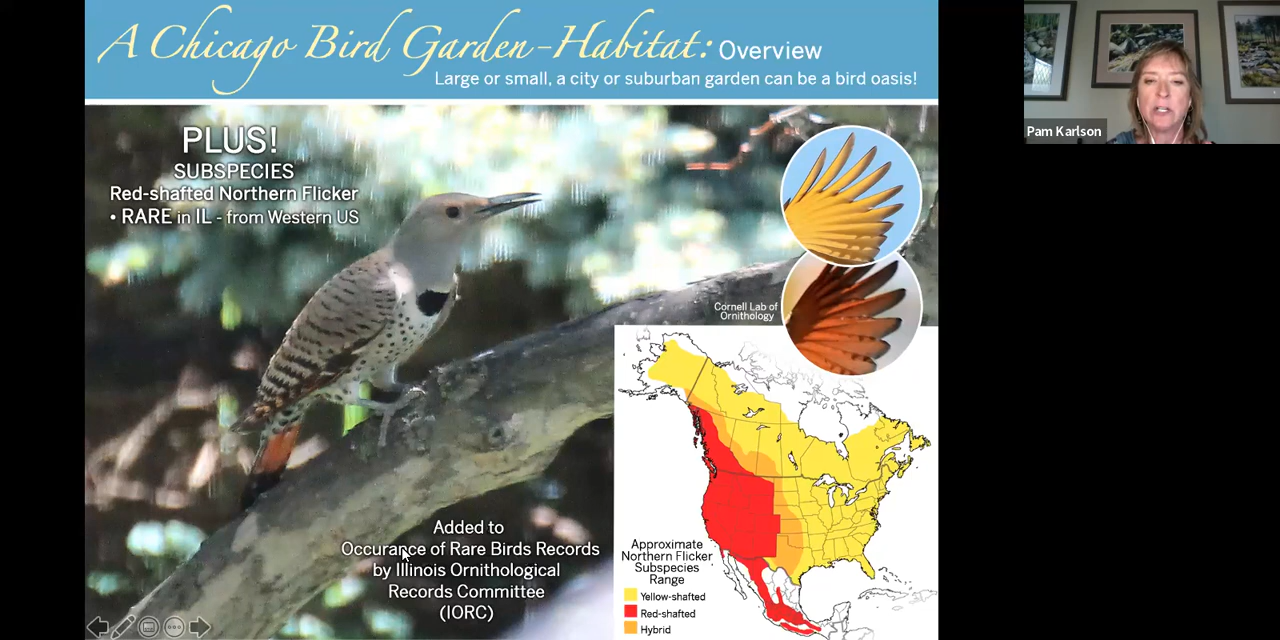 A Chicago Bird Garden-Habitat: Overview
Large or small, a city or suburban garden can be a bird oasis!
PLUS!
SUBSPECIES
Red-shafted Northern Flicker
• RARE in IL - from Western US
Pam Karlson
Cornell Lab of
Ornithology
Added to
Occurance of Rare Birds Records
by Illinois Ornithological
Records Committee
(IORC)
Approximate
Northern Flicker
Subspecies
Range
Yellow-shafted
Red-shafted
Hybrid